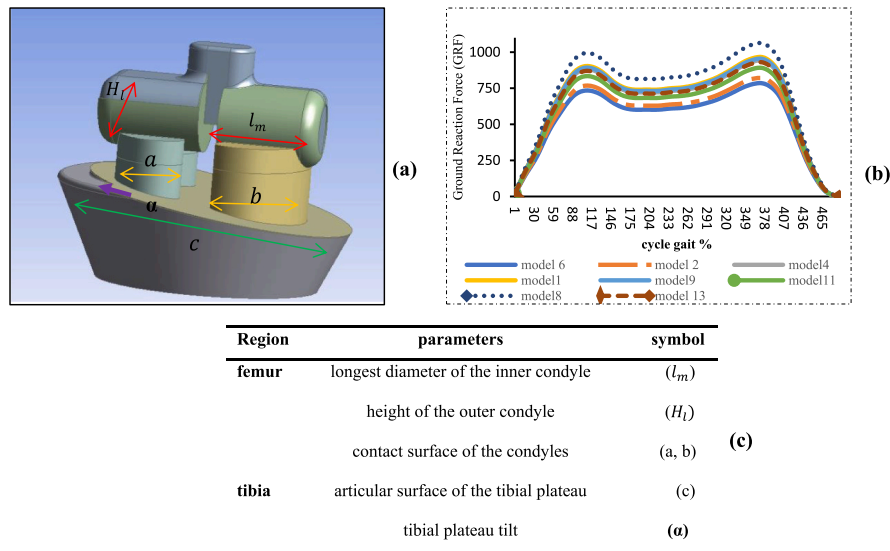 H_l
l_m
a
b
α
c
(a)
Ground Reaction Force (GRF)
1000
750
500
250
0
1 30 59 88 117 146 175 204 233 262 291 320 349 378 407 436 465
cycle gait %
model 6 model 2 model4
model1 model9 model11
model8 model 13
(b)
Region parameters symbol
femur longest diameter of the inner condyle (l_m)
height of the outer condyle (H_l)
contact surface of the condyles (a, b)
tibia articular surface of the tibial plateau (c)
tibial plateau tilt (α)
(c)